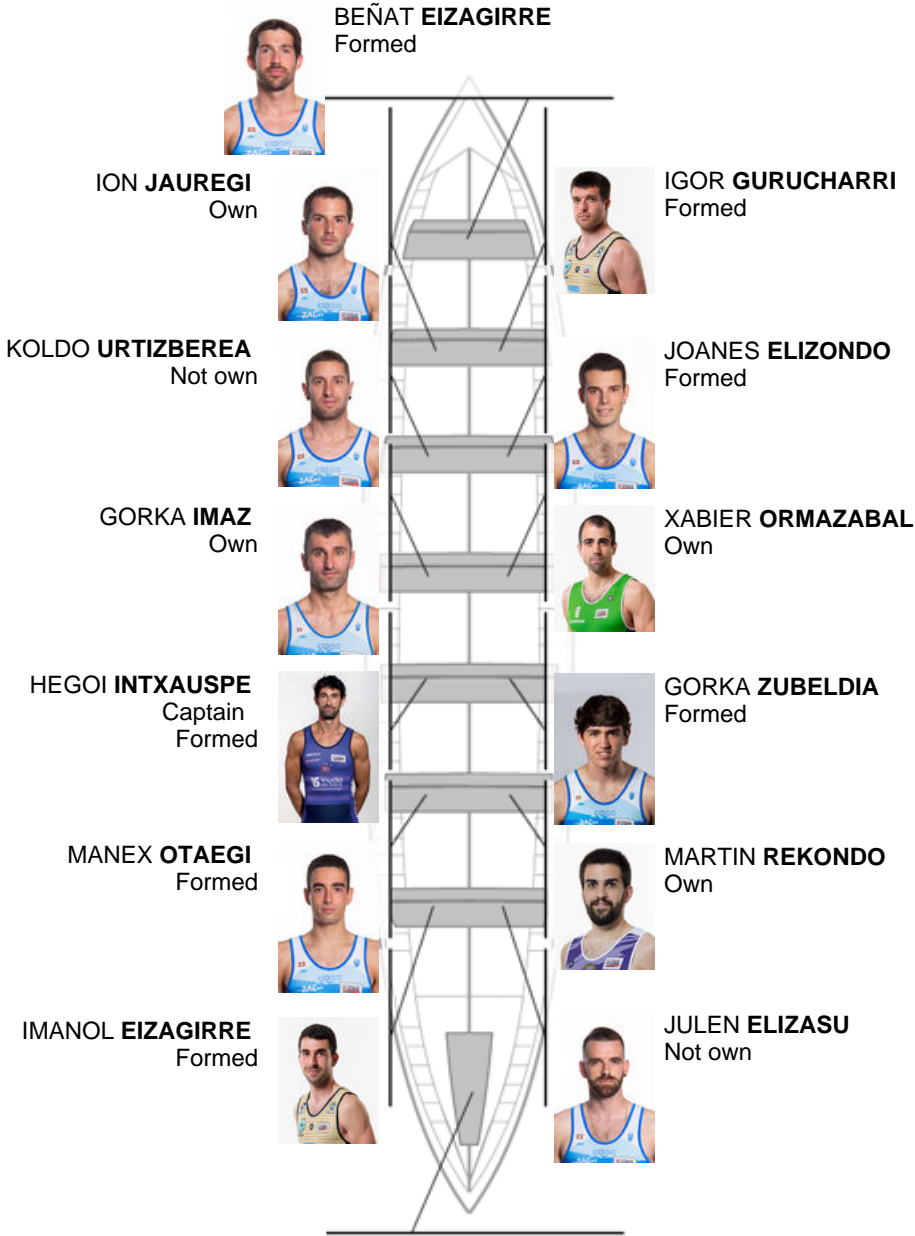 BEÑAT EIZAGIRRE
Formed
ION JAUREGI
Own
IGOR GURUCHARRI
Formed
KOLDO URTIZBEREA
Not own
JOANES ELIZONDO
Formed
GORKA IMAZ
Own
XABIER ORMAZABAL
Own
HEGOI INTXAUSPE
Captain
Formed
GORKA ZUBELDIA
Formed
MANEX OTAEGI
Formed
MARTIN REKONDO
Own
IMANOL EIZAGIRRE
Formed
JULEN ELIZASU
Not own